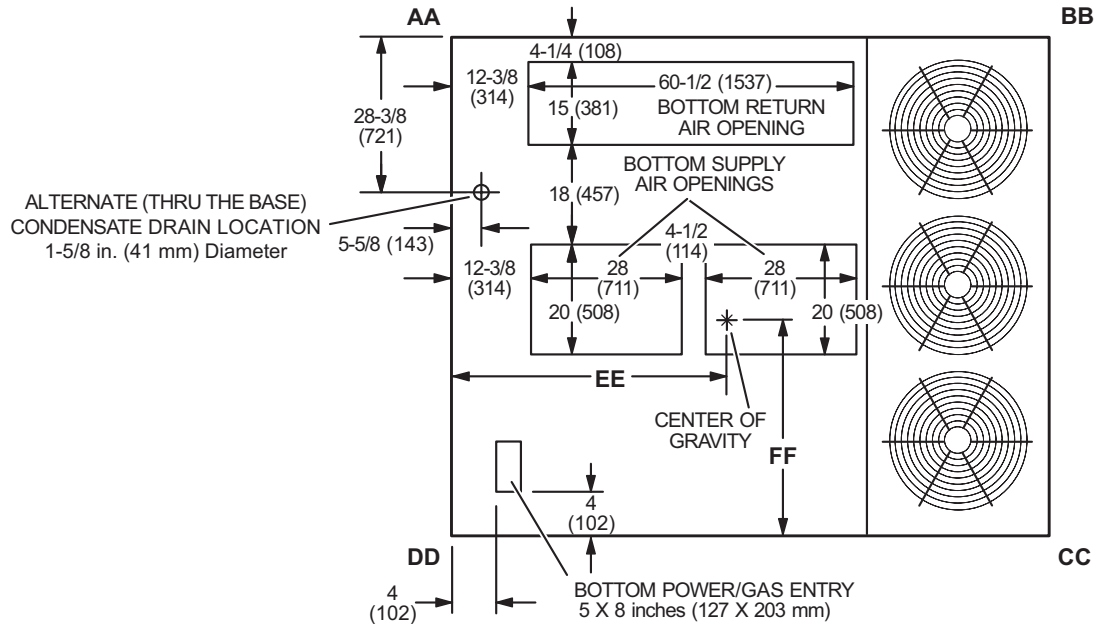 AA
BB
4-1/4 (108)
12-3/8
(314)
60-1/2 (1537)
28-3/8
(721)
15 (381)
BOTTOM RETURN
AIR OPENING
BOTTOM SUPPLY
AIR OPENINGS
18 (457)
ALTERNATE (THRU THE BASE)
CONDENSATE DRAIN LOCATION
1-5/8 in. (41 mm) Diameter
5-5/8 (143)
4-1/2
(114)
12-3/8
(314)
28
(711)
28
(711)
20 (508)
20 (508)
EE
CENTER OF
GRAVITY
FF
4
(102)
DD
CC
4
(102)
BOTTOM POWER/GAS ENTRY
5 X 8 inches (127 X 203 mm)